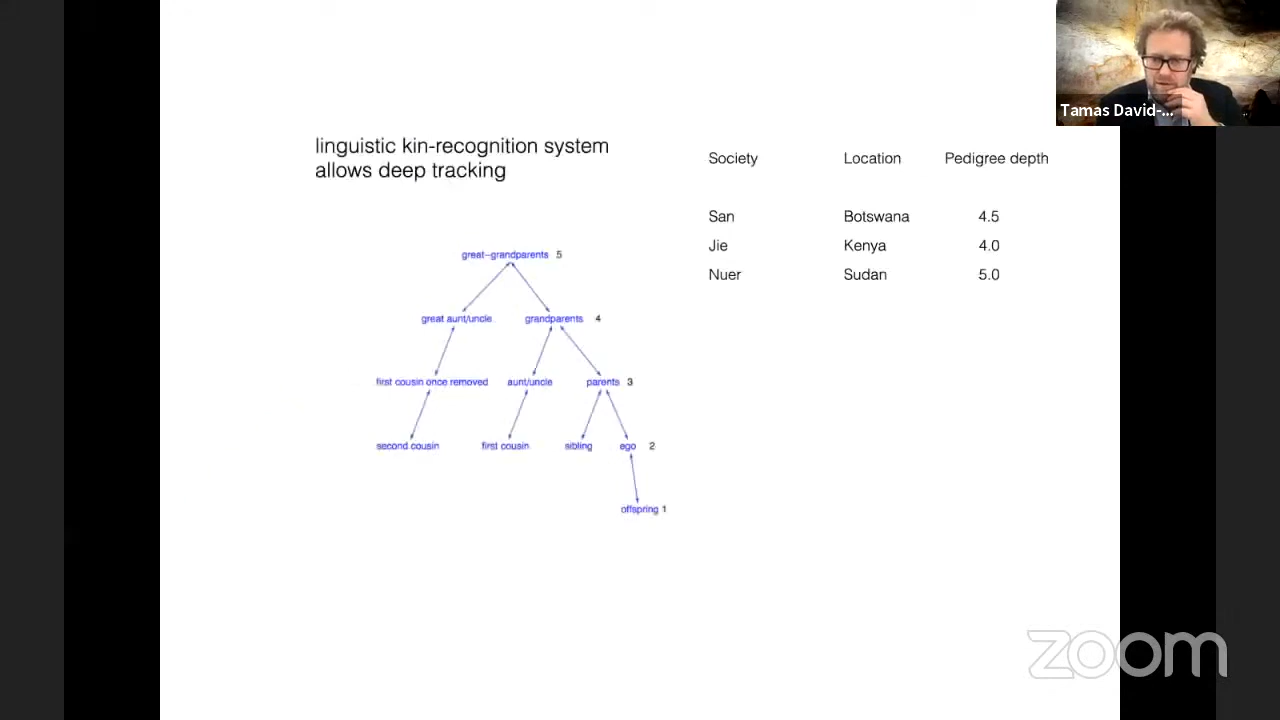 Tamas David-...
linguistic kin-recognition system
allows deep tracking
great-grandparents 5
great aunt/uncle grandparents 4
first cousin once removed aunt/uncle parents 3
second cousin first cousin sibling ego 2
offspring 1
Society Location Pedigree depth
San Botswana 4.5
Jie Kenya 4.0
Nuer Sudan 5.0
zoom